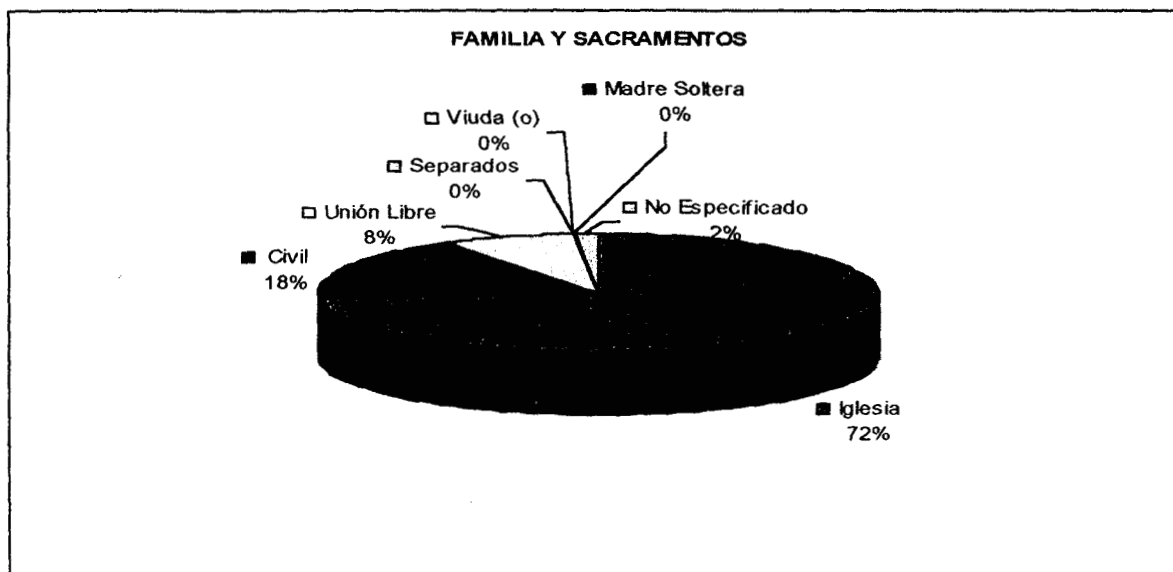 FAMILIA Y SACRAMENTOS
Madre Soltera
0%
Viuda (o)
0%
Separados
0%
Unión Libre
8%
No Especificado
2%
Civil
18%
Iglesia
72%